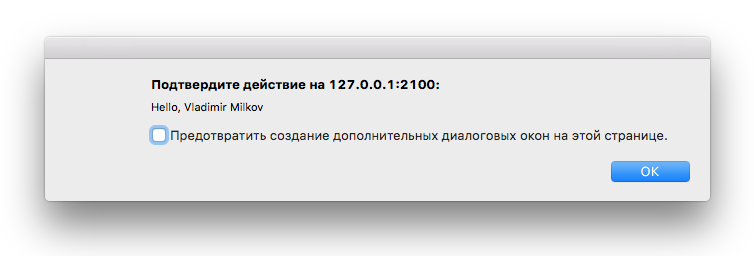 Подтвердите действие на 127.0.0.1:2100:
Hello, Vladimir Milkov
Предотвратить создание дополнительных диалоговых окон на этой странице.
OK